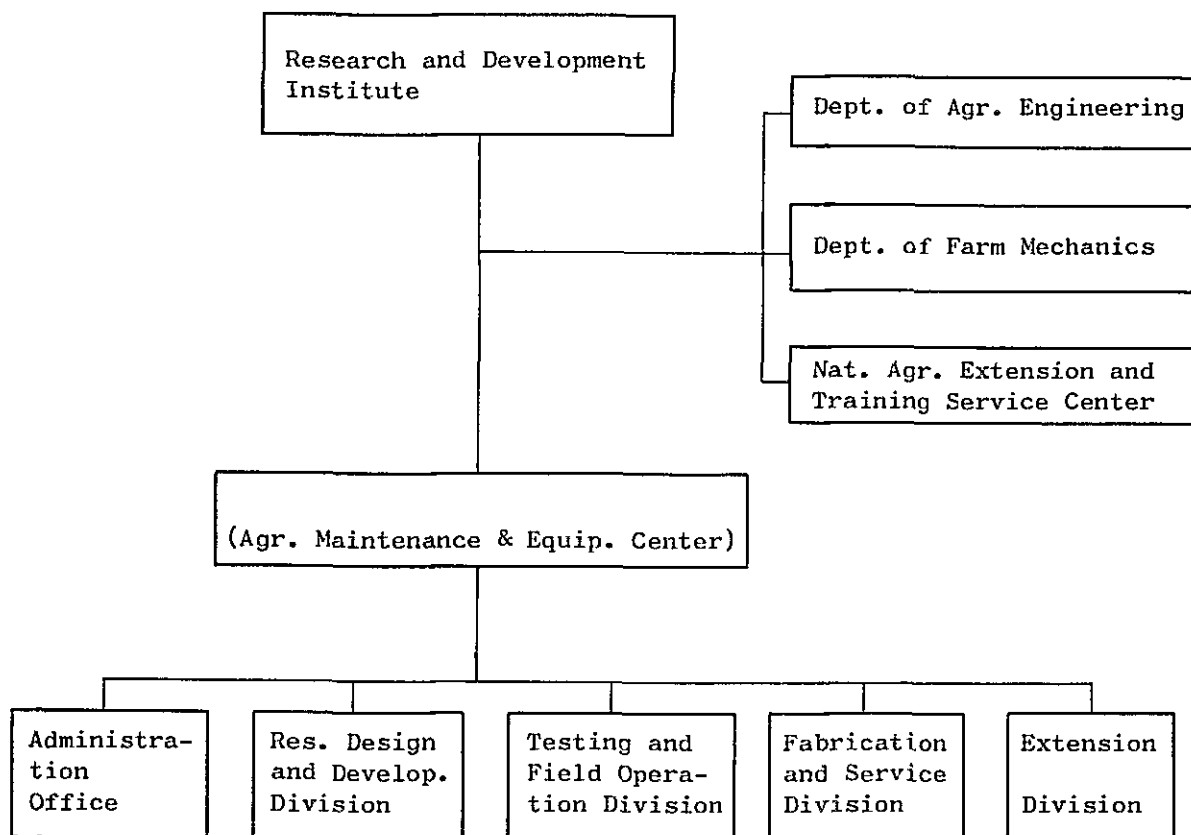 Research and Development
Institute
Dept. of Agr. Engineering
Dept. of Farm Mechanics
Nat. Agr. Extension and
Training Service Center
(Agr. Maintenance & Equip. Center)
Administra-
tion
Office
Res. Design
and Develop.
Division
Testing and
Field Opera-
tion Division
Fabrication
and Service
Division
Extension
Division